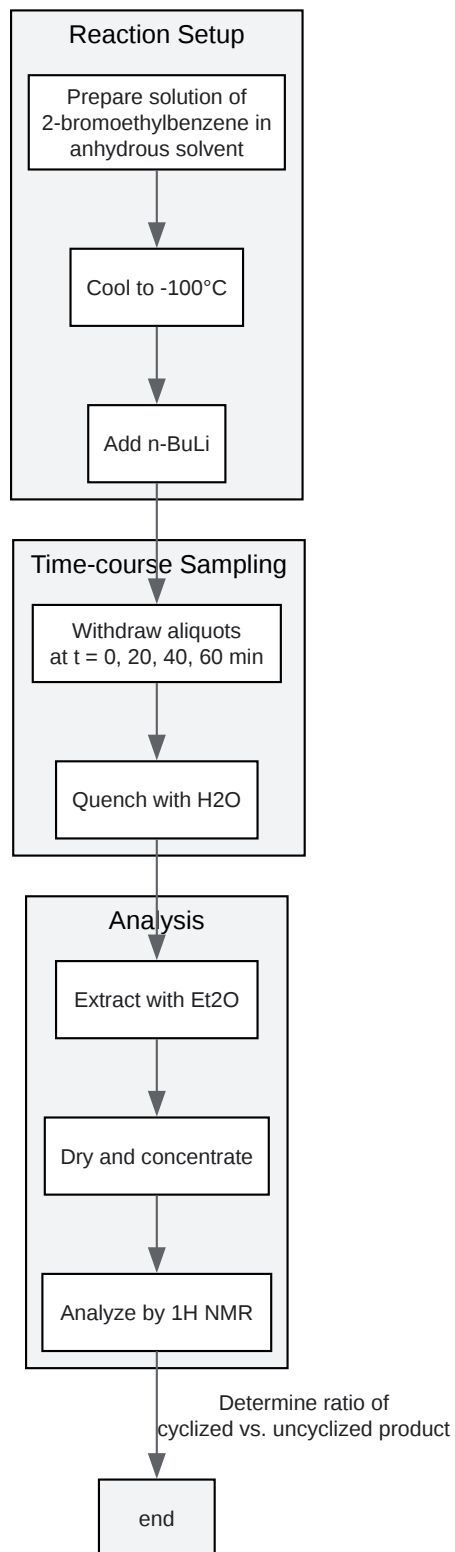 Reaction Setup
Prepare solution of
2-bromoethylbenzene in
anhydrous solvent
Cool to -100°C
Add n-BuLi
Time-course Sampling
Withdraw aliquots
at t = 0, 20, 40, 60 min
Quench with H2O
Analysis
Extract with Et2O
Dry and concentrate
Analyze by 1H NMR
Determine ratio of
cyclized vs. uncyclized product
end